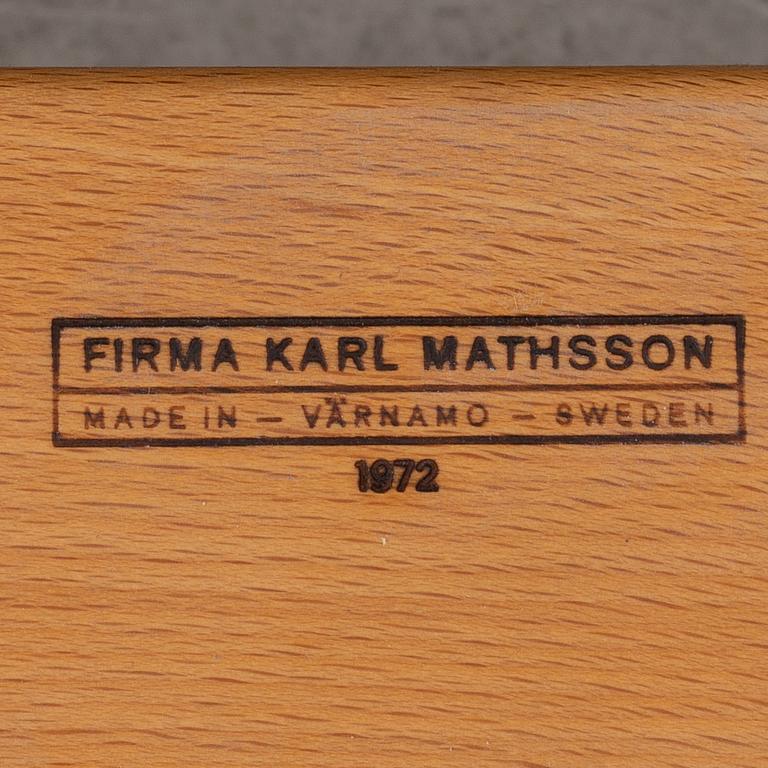 FIRMA KARL MATHSSON
MADE IN – VÄRNAMO – SWEDEN
1972